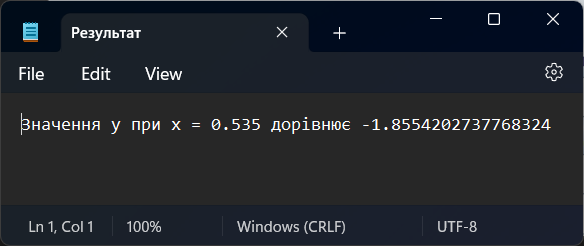 Результат
File Edit View
Значення y при x = 0.535 дорівнює -1.8554202737768324
Ln 1, Col 1 100% Windows (CRLF) UTF-8